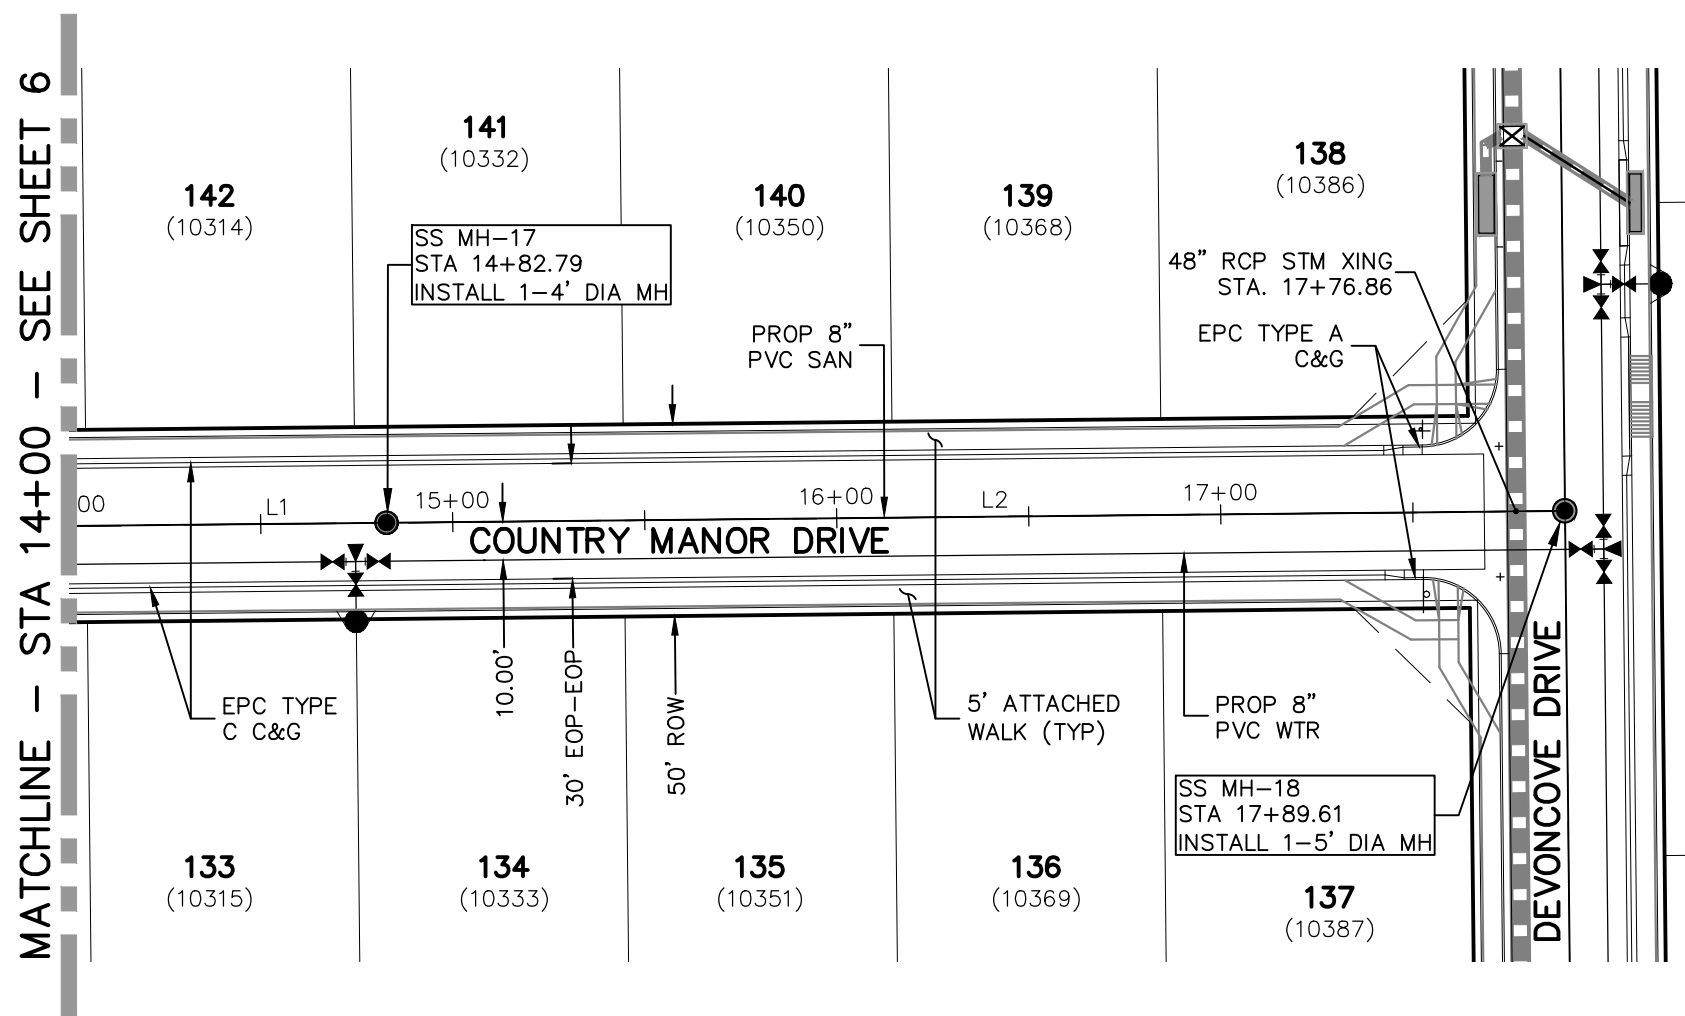 MATCHLINE – STA 14+00 – SEE SHEET 6
141
(10332)
138
(10386)
142
(10314)
140
(10350)
139
(10368)
SS MH–17
STA 14+82.79
INSTALL 1–4' DIA MH
48" RCP STM XING
STA. 17+76.86
PROP 8"
PVC SAN
EPC TYPE A
C&G
00
L1
15+00
16+00
L2
17+00
COUNTRY MANOR DRIVE
10.00'
30' EOP–EOP
50' ROW
EPC TYPE
C C&G
5' ATTACHED
WALK (TYP)
PROP 8"
PVC WTR
DEVONCOVE DRIVE
SS MH–18
STA 17+89.61
INSTALL 1–5' DIA MH
133
(10315)
134
(10333)
135
(10351)
136
(10369)
137
(10387)